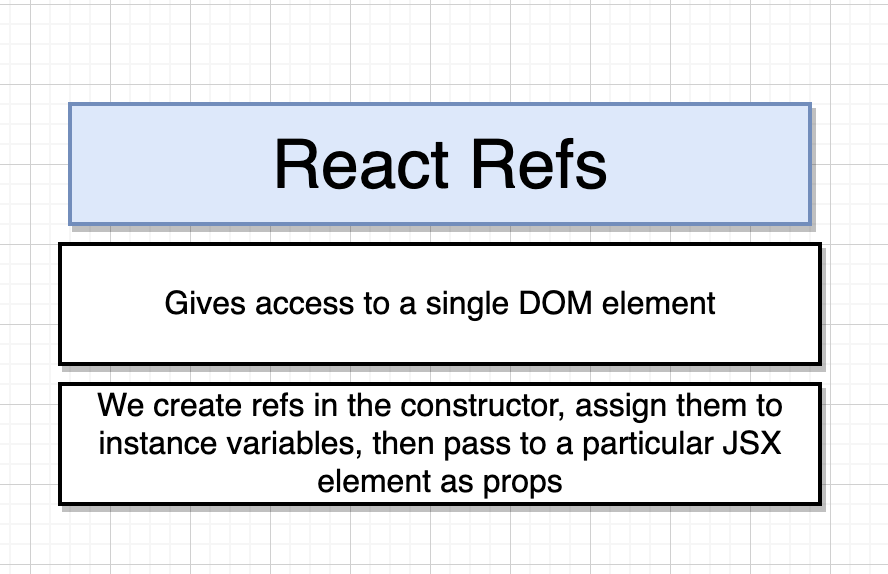 React Refs
Gives access to a single DOM element
We create refs in the constructor, assign them to
instance variables, then pass to a particular JSX
element as props